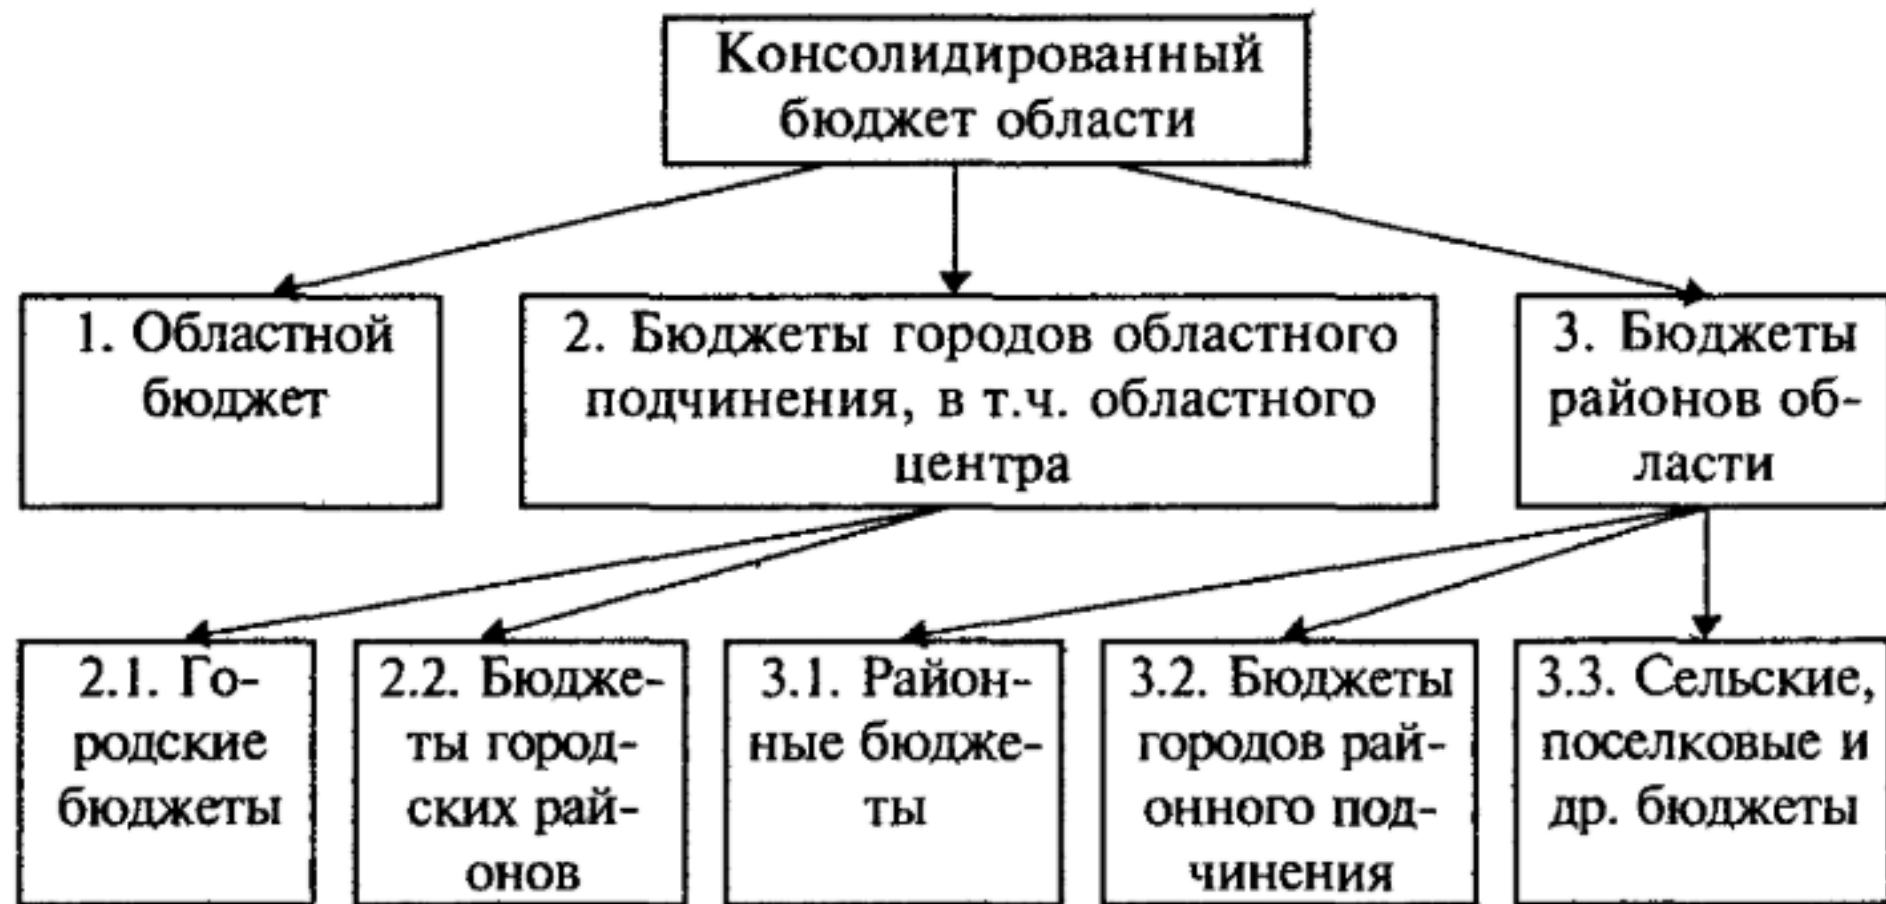 Консолидированный
бюджет области
1. Областной
бюджет
2. Бюджеты городов областного
подчинения, в т.ч. областного
центра
3. Бюджеты
районов об-
ласти
2.1. Го-
родские
бюджеты
2.2. Бюдже-
ты город-
ских рай-
онов
3.1. Район-
ные бюдже-
ты
3.2. Бюджеты
городов рай-
онного под-
чинения
3.3. Сельские,
поселковые и
др. бюджеты